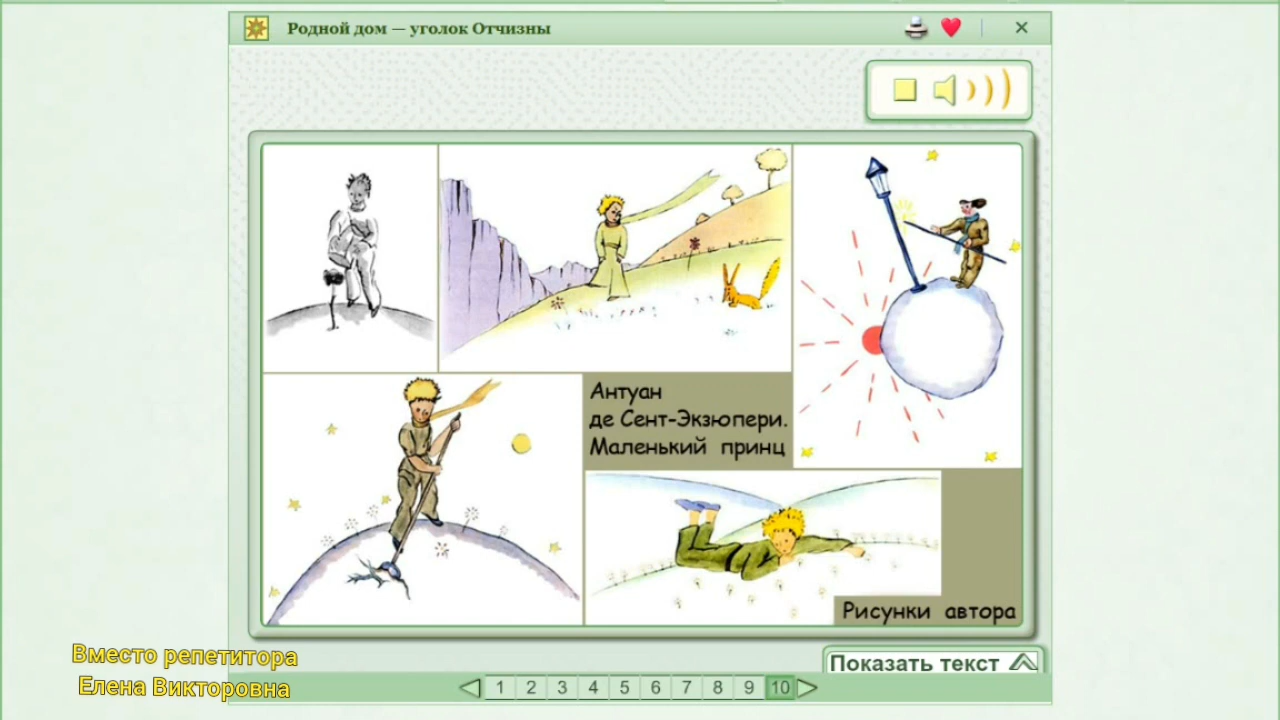 Родной дом — уголок Отчизны
Антуан
де Сент-Экзюпери.
Маленький принц
Рисунки автора
Показать текст
Вместо репетитора
Елена Викторовна
1 2 3 4 5 6 7 8 9 10